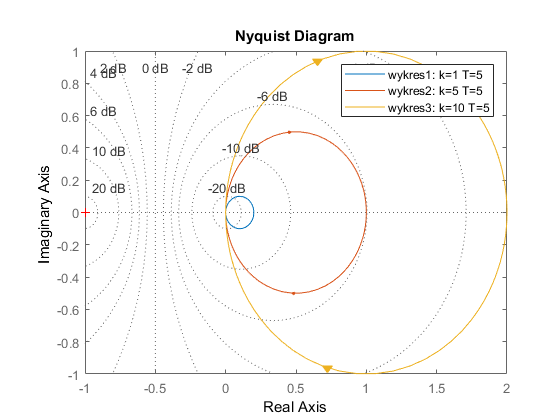 Nyquist Diagram
wykres1: k=1 T=5
wykres2: k=5 T=5
wykres3: k=10 T=5
2 dB
0 dB
-2 dB
4 dB
6 dB
-6 dB
10 dB
-10 dB
20 dB
-20 dB
Imaginary Axis
1
0.8
0.6
0.4
0.2
0
-0.2
-0.4
-0.6
-0.8
-1
-1
-0.5
0
0.5
1
1.5
2
Real Axis